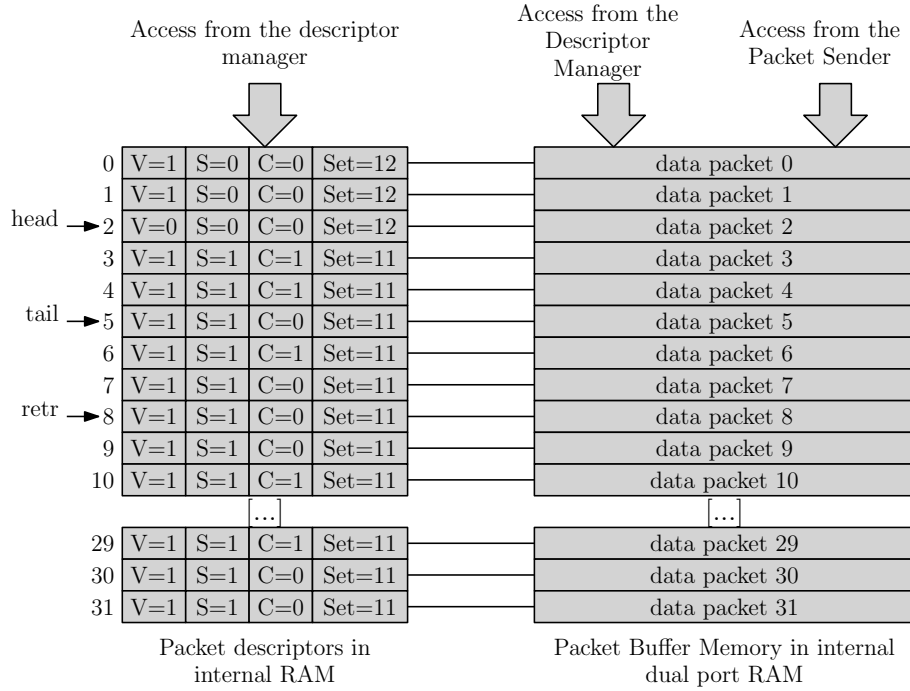 Access from the descriptor
manager
Access from the
Descriptor
Manager
Access from the
Packet Sender
0 V=1 S=0 C=0 Set=12 data packet 0
1 V=1 S=0 C=0 Set=12 data packet 1
head 2 V=0 S=0 C=0 Set=12 data packet 2
3 V=1 S=1 C=1 Set=11 data packet 3
4 V=1 S=1 C=1 Set=11 data packet 4
tail 5 V=1 S=1 C=0 Set=11 data packet 5
6 V=1 S=1 C=1 Set=11 data packet 6
7 V=1 S=1 C=0 Set=11 data packet 7
retr 8 V=1 S=1 C=0 Set=11 data packet 8
9 V=1 S=1 C=0 Set=11 data packet 9
10 V=1 S=1 C=1 Set=11 data packet 10
[...] [...]
29 V=1 S=1 C=1 Set=11 data packet 29
30 V=1 S=1 C=0 Set=11 data packet 30
31 V=1 S=1 C=0 Set=11 data packet 31
Packet descriptors in
internal RAM
Packet Buffer Memory in internal
dual port RAM